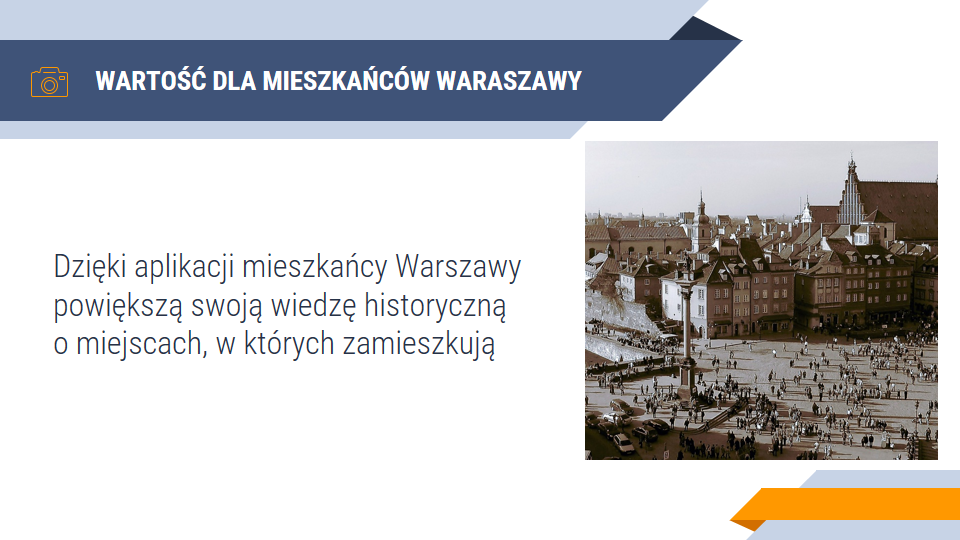 WARTOŚĆ DLA MIESZKAŃCÓW WARASZAWY
Dzięki aplikacji mieszkańcy Warszawy
powiększą swoją wiedzę historyczną
o miejscach, w których zamieszkują